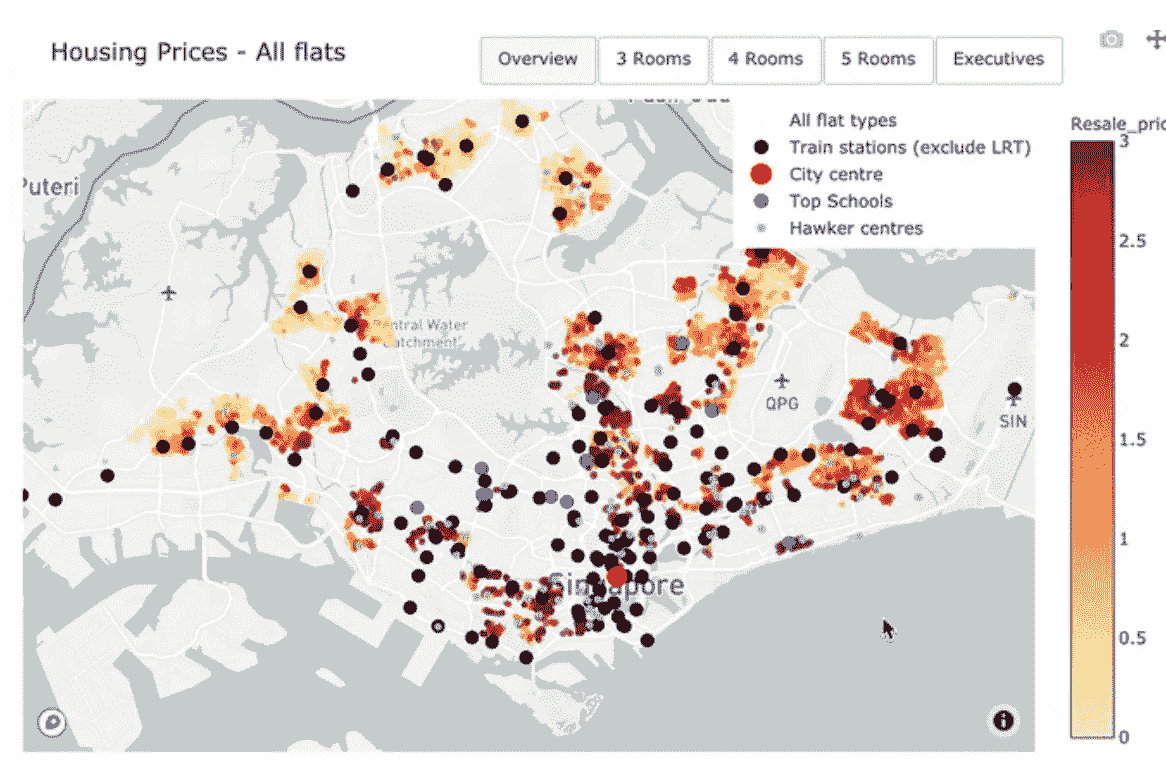 Housing Prices - All flats
Overview
3 Rooms
4 Rooms
5 Rooms
Executives
All flat types
Train stations (exclude LRT)
City centre
Top Schools
Hawker centres
Resale_pric
3
2.5
2
1.5
1
0.5
0
Puteri
entral Water
atchment
QPG
SIN
Singapore